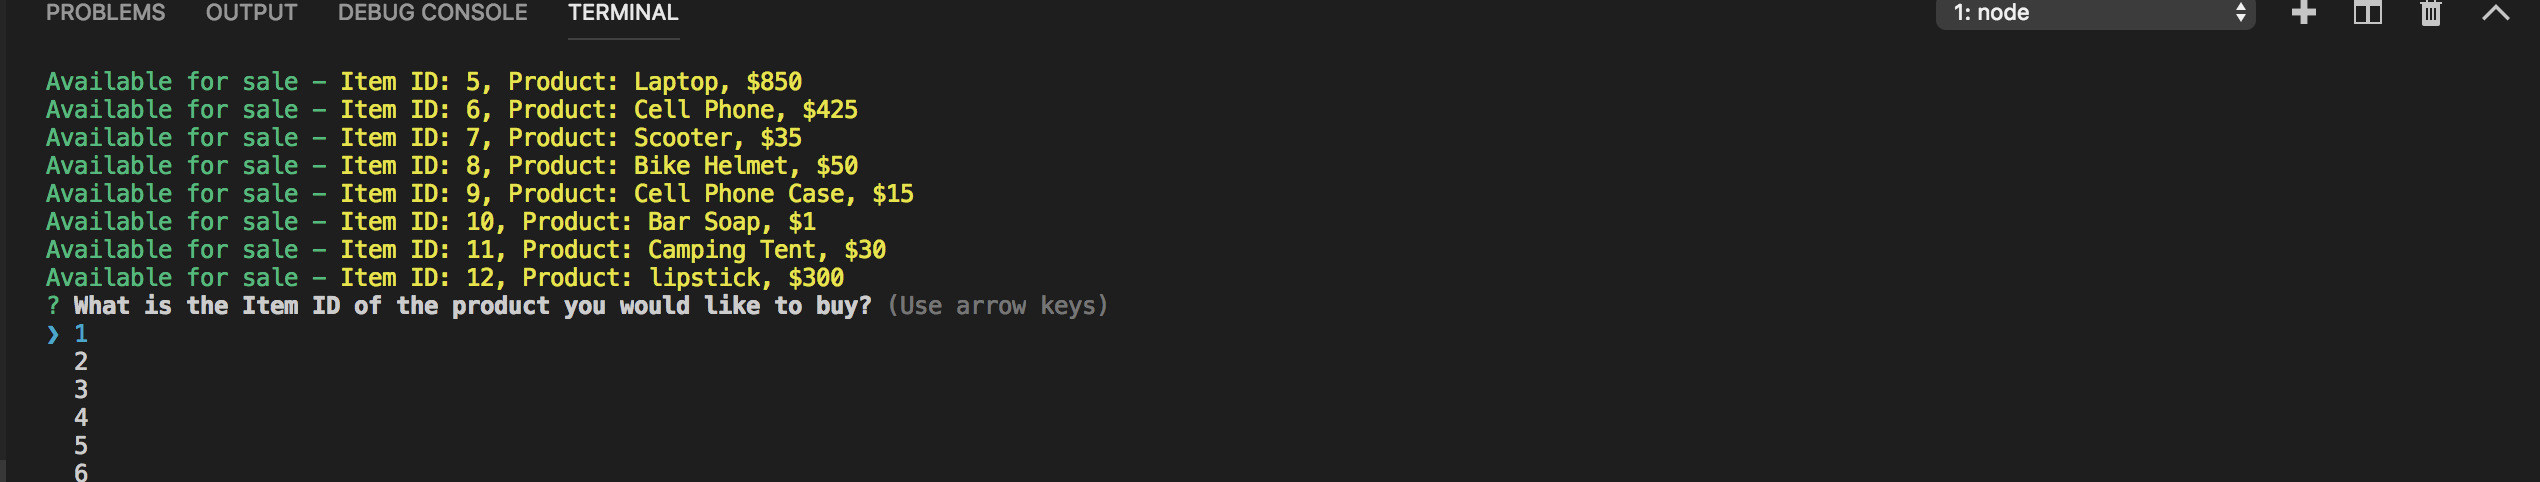 PROBLEMS OUTPUT DEBUG CONSOLE TERMINAL 1: node
Available for sale – Item ID: 5, Product: Laptop, $850
Available for sale – Item ID: 6, Product: Cell Phone, $425
Available for sale – Item ID: 7, Product: Scooter, $35
Available for sale – Item ID: 8, Product: Bike Helmet, $50
Available for sale – Item ID: 9, Product: Cell Phone Case, $15
Available for sale – Item ID: 10, Product: Bar Soap, $1
Available for sale – Item ID: 11, Product: Camping Tent, $30
Available for sale – Item ID: 12, Product: lipstick, $300
? What is the Item ID of the product you would like to buy? (Use arrow keys)
❯ 1
2
3
4
5
6